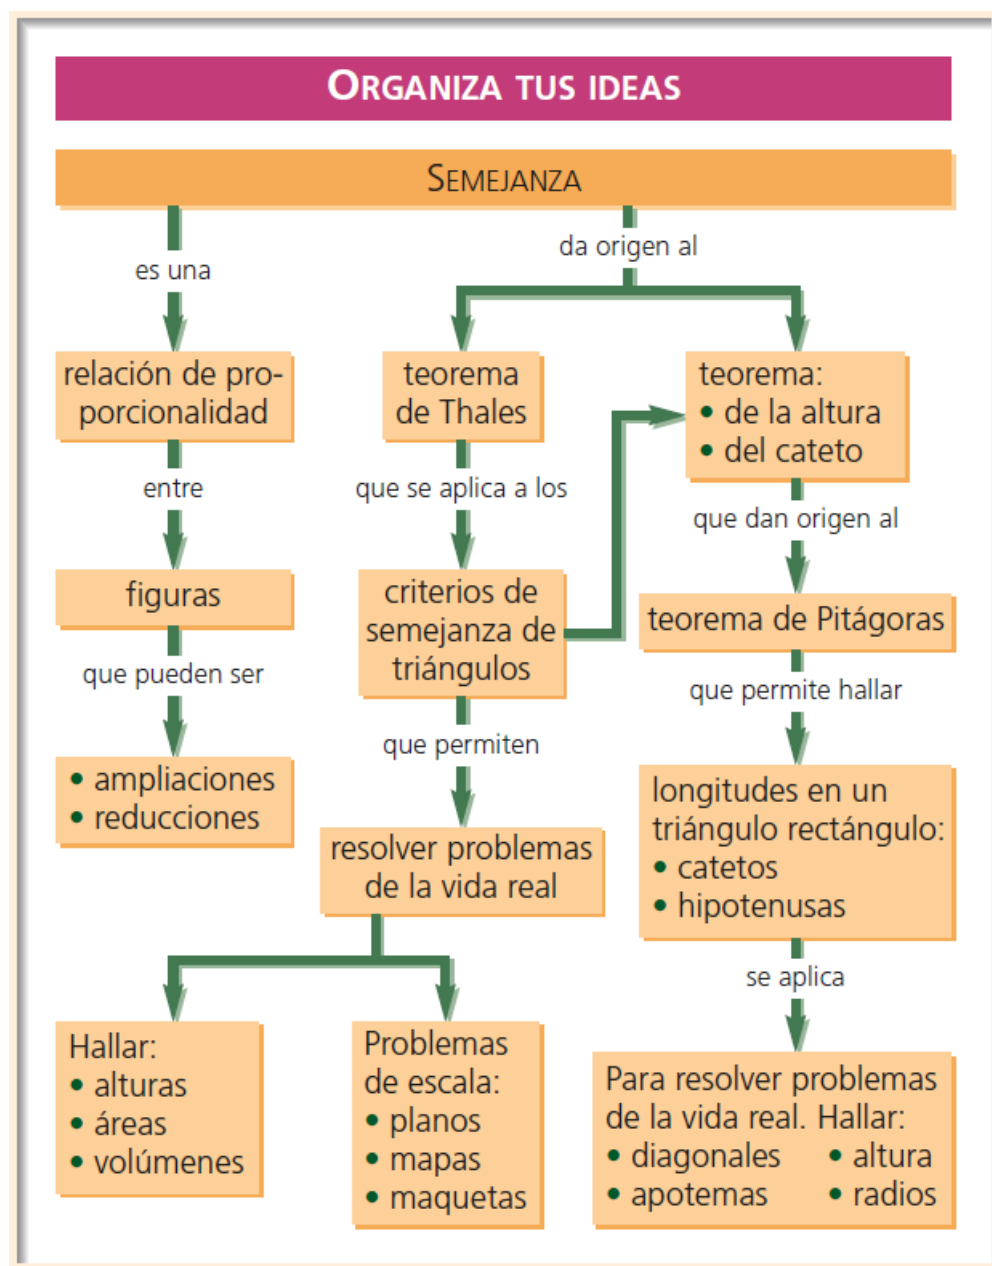 ORGANIZA TUS IDEAS
SEMEJANZA
es una
relación de pro-
porcionalidad
entre
figuras
que pueden ser
• ampliaciones
• reducciones
da origen al
teorema
de Thales
que se aplica a los
criterios de
semejanza de
triángulos
que permiten
resolver problemas
de la vida real
Hallar:
• alturas
• áreas
• volúmenes
Problemas
de escala:
• planos
• mapas
• maquetas
teorema:
• de la altura
• del cateto
que dan origen al
teorema de Pitágoras
que permite hallar
longitudes en un
triángulo rectángulo:
• catetos
• hipotenusas
se aplica
Para resolver problemas
de la vida real. Hallar:
• diagonales • altura
• apotemas • radios